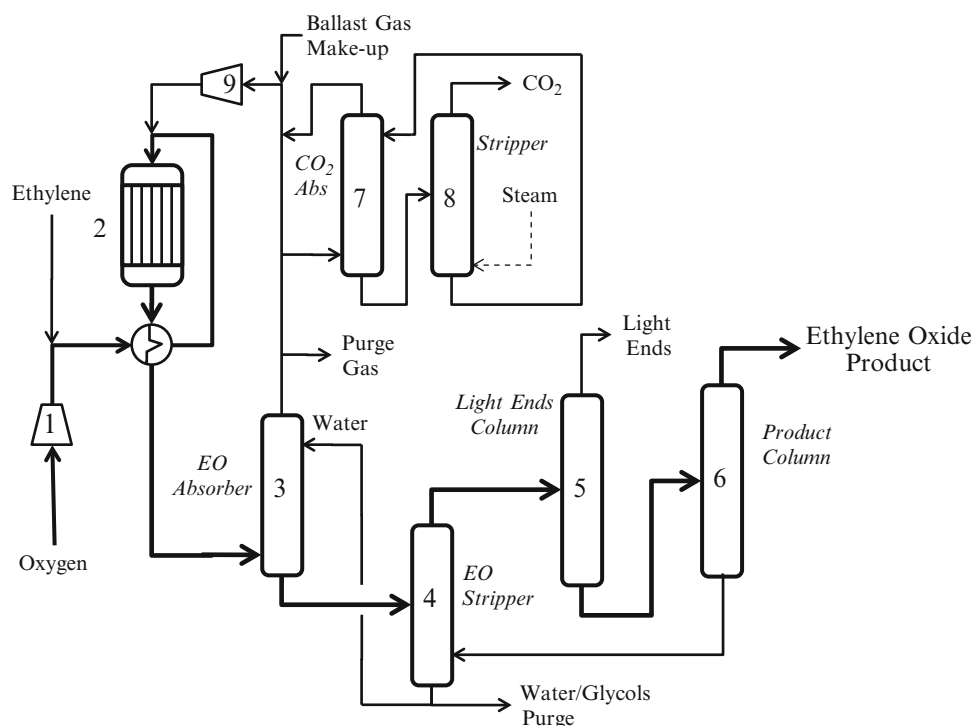 Ballast Gas
Make-up
9
CO2
CO2
Abs
Stripper
Ethylene
2
7
8
Steam
Purge
Gas
Light
Ends
Ethylene Oxide
Product
1
Water
Light Ends
Column
Product
Column
EO
Absorber
3
5
6
Oxygen
4
EO
Stripper
Water/Glycols
Purge